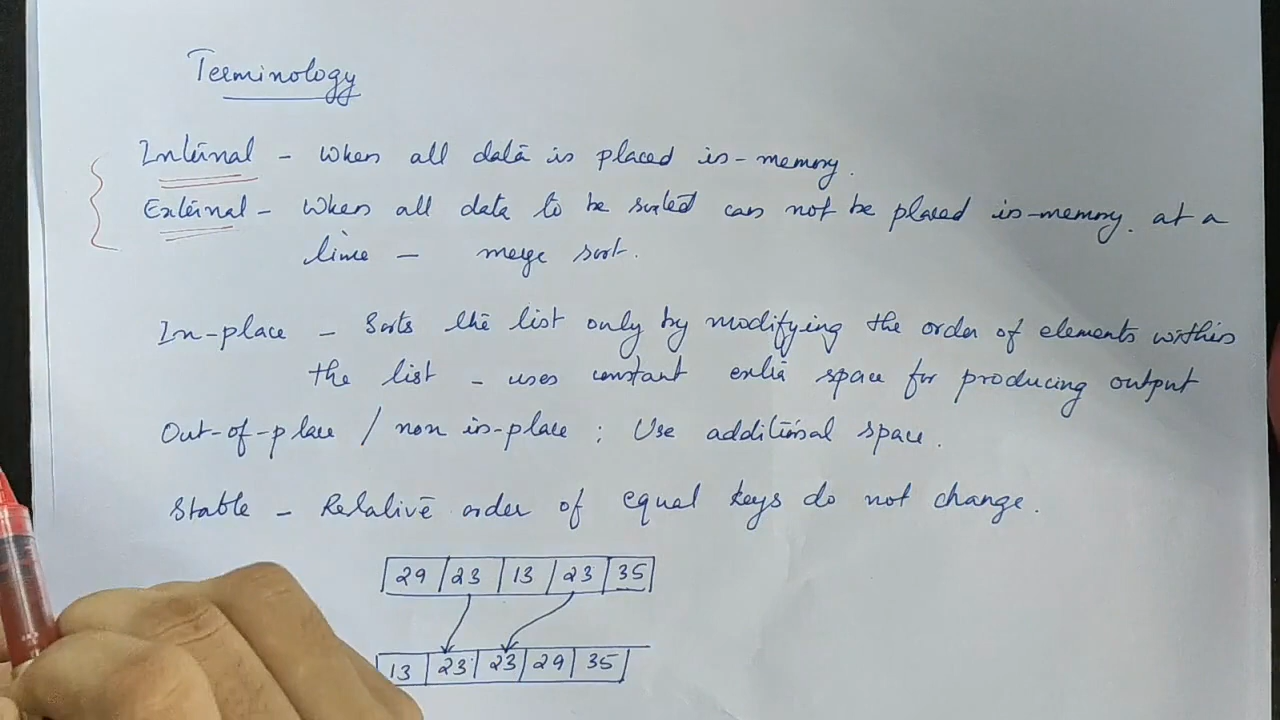 Terminology
Internal - When all data is placed in-memory.
External - When all data to be sorted can not be placed in-memory at a
time - merge sort.
In-place - Sorts the list only by modifying the order of elements within
the list - uses constant extra space for producing output
Out-of-place / non in-place : Use additional space.
Stable - Relative order of equal keys do not change.
29 23 13 23 35
13 23 23 29 35